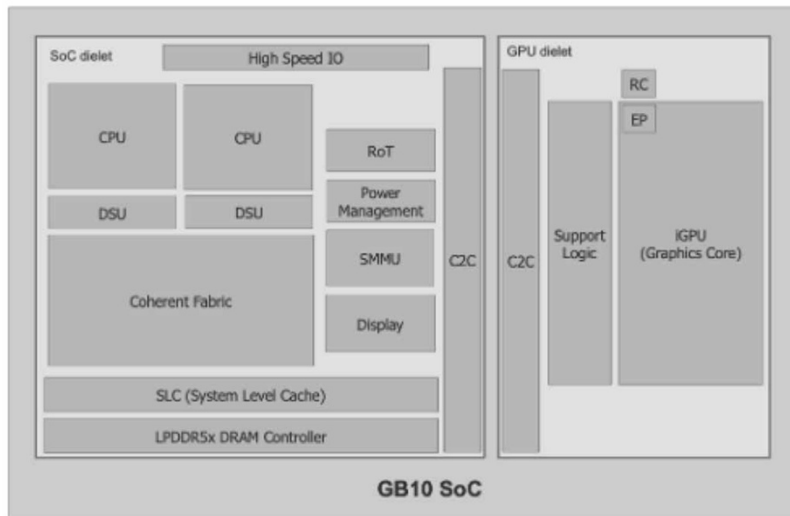 SoC dielet
High Speed IO
CPU
CPU
DSU
DSU
Coherent Fabric
RoT
Power
Management
SMMU
Display
SLC (System Level Cache)
LPDDR5x DRAM Controller
C2C
GPU dielet
C2C
Support
Logic
RC
EP
iGPU
(Graphics Core)
GB10 SoC